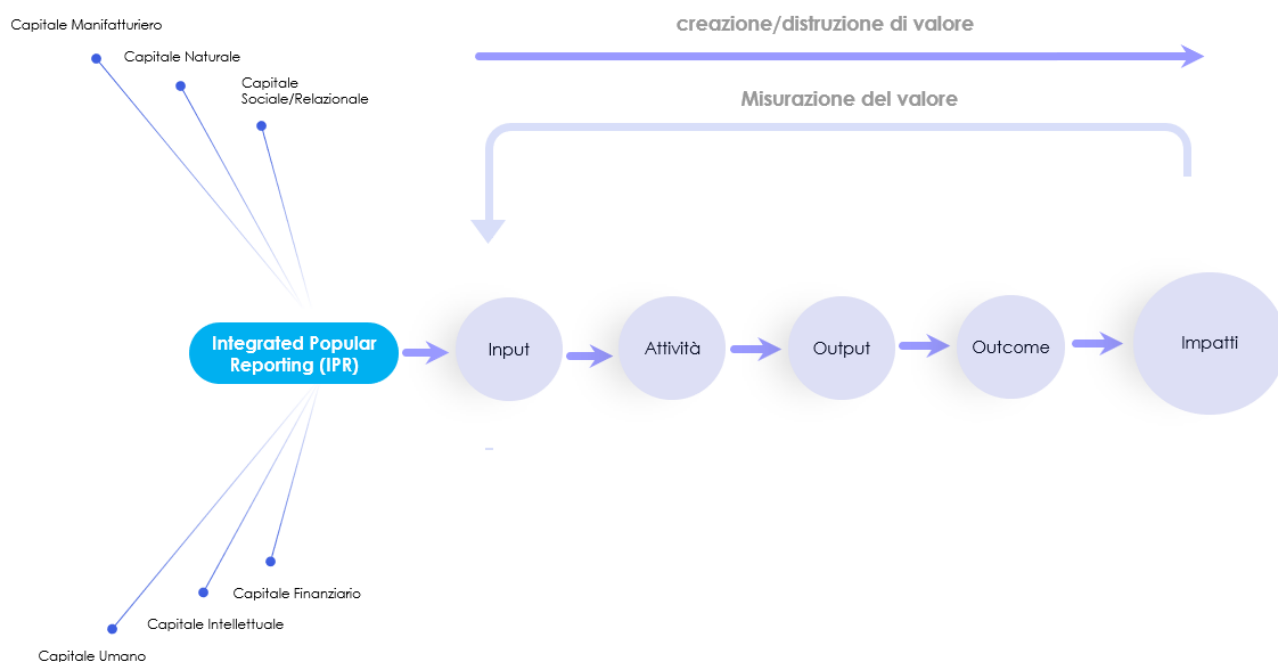 Capitale Manifatturiero
Capitale Naturale
Capitale
Sociale/Relazionale
creazione/distruzione di valore
Misurazione del valore
Integrated Popular
Reporting (IPR)
Input
Attività
Output
Outcome
Impatti
Capitale Finanziario
Capitale Intellettuale
Capitale Umano